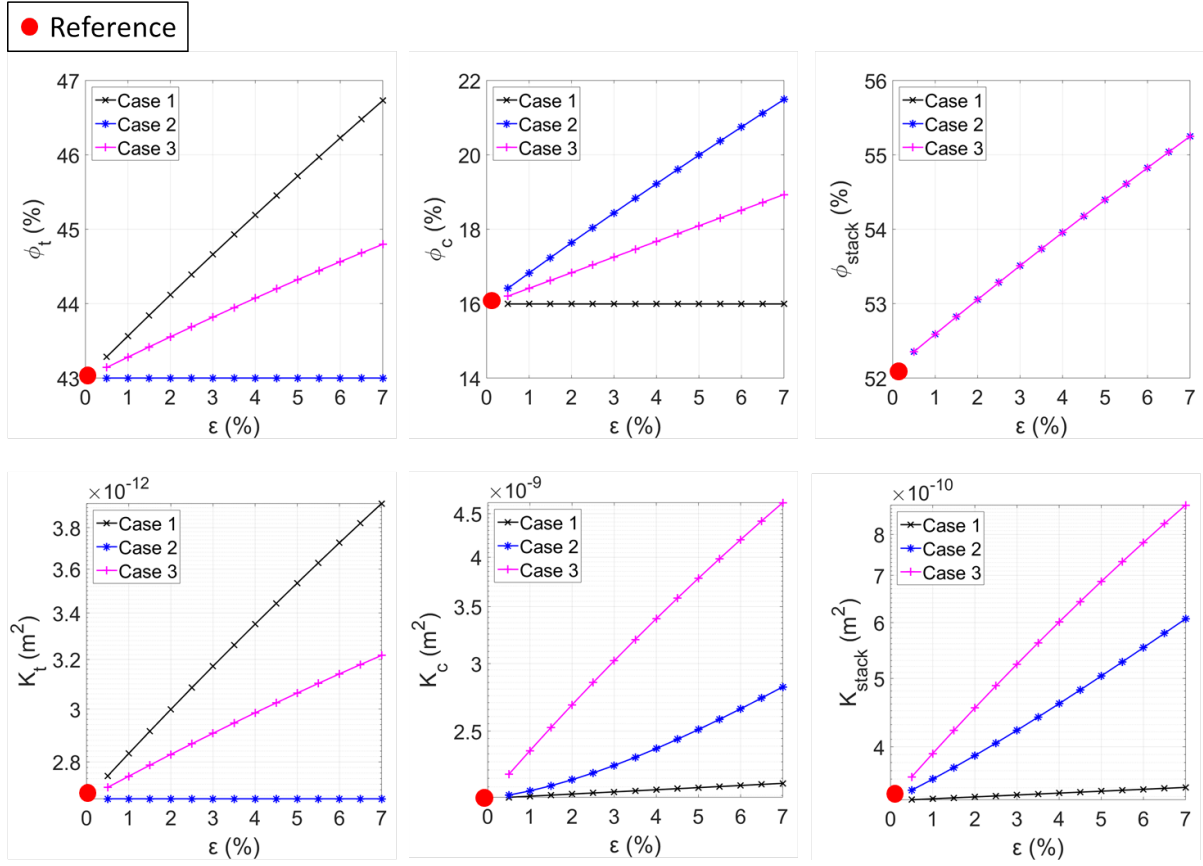 Reference
47
46
45
44
43
ϕt (%)
Case 1
Case 2
Case 3
0 1 2 3 4 5 6 7
ε (%)
22
20
18
16
14
ϕc (%)
Case 1
Case 2
Case 3
0 1 2 3 4 5 6 7
ε (%)
56
55
54
53
52
ϕstack (%)
Case 1
Case 2
Case 3
0 1 2 3 4 5 6 7
ε (%)
×10-12
3.8
3.6
3.4
3.2
3
2.8
Kt (m2)
Case 1
Case 2
Case 3
0 1 2 3 4 5 6 7
ε (%)
×10-9
4.5
4
3.5
3
2.5
Kc (m2)
Case 1
Case 2
Case 3
0 1 2 3 4 5 6 7
ε (%)
×10-10
8
7
6
5
4
Kstack (m2)
Case 1
Case 2
Case 3
0 1 2 3 4 5 6 7
ε (%)